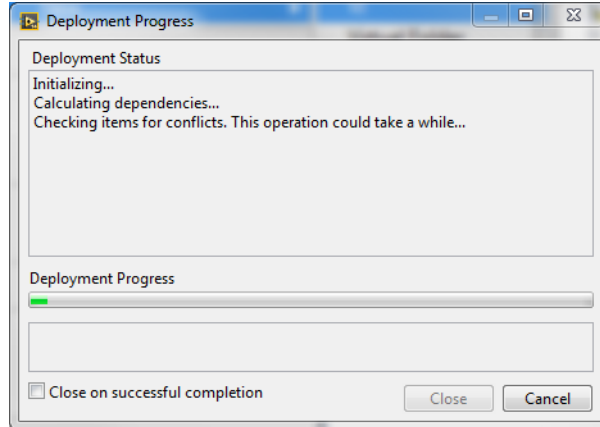 Deployment Progress
Deployment Status
Initializing...
Calculating dependencies...
Checking items for conflicts. This operation could take a while...
Deployment Progress
Close on successful completion
Close
Cancel